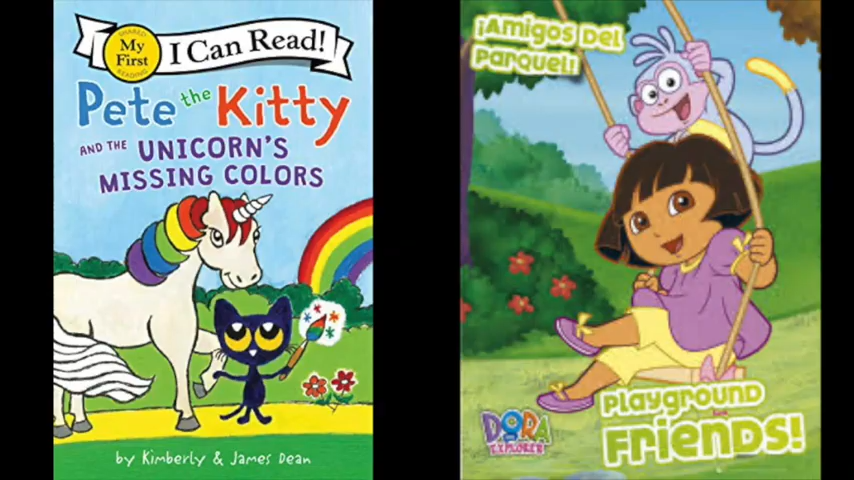 I Can Read!
SHARED
My
First
READING
Pete the Kitty
AND THE UNICORN'S
MISSING COLORS
by Kimberly & James Dean
¡Amigos Del
Parque!
DORA
EXPLORER
Playground
Friends!